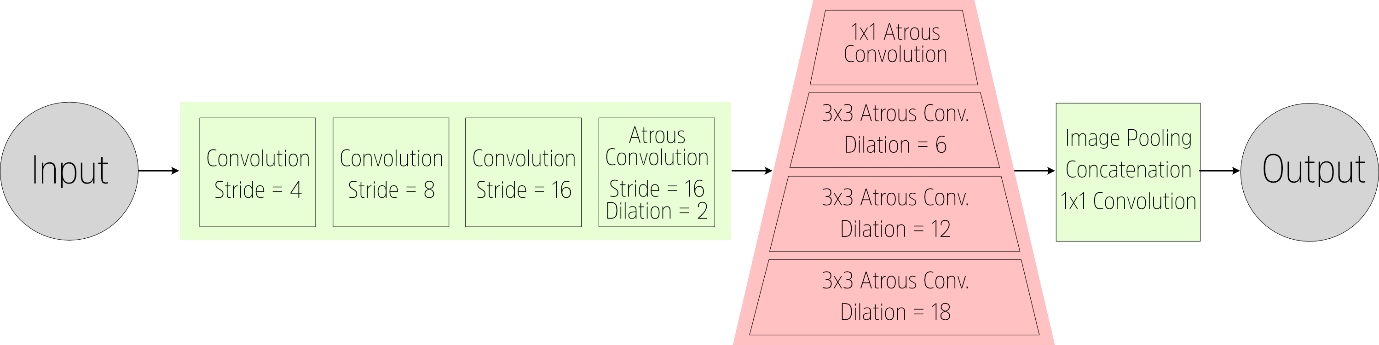 Input
Convolution
Stride = 4
Convolution
Stride = 8
Convolution
Stride = 16
Atrous
Convolution
Stride = 16
Dilation = 2
1x1 Atrous
Convolution
3x3 Atrous Conv.
Dilation = 6
3x3 Atrous Conv.
Dilation = 12
3x3 Atrous Conv.
Dilation = 18
Image Pooling
Concatenation
1x1 Convolution
Output